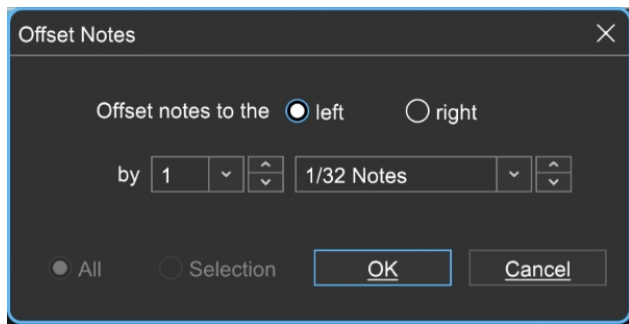 Offset Notes
Offset notes to the left right
by 1 1/32 Notes
All Selection OK Cancel